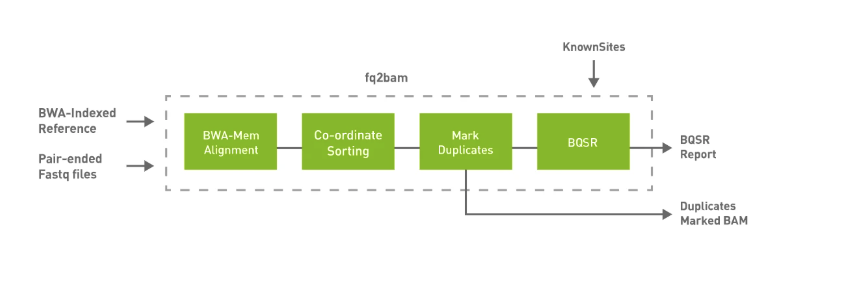 KnownSites
fq2bam
BWA-Indexed
Reference
Pair-ended
Fastq files
BWA-Mem
Alignment
Co-ordinate
Sorting
Mark
Duplicates
BQSR
BQSR
Report
Duplicates
Marked BAM